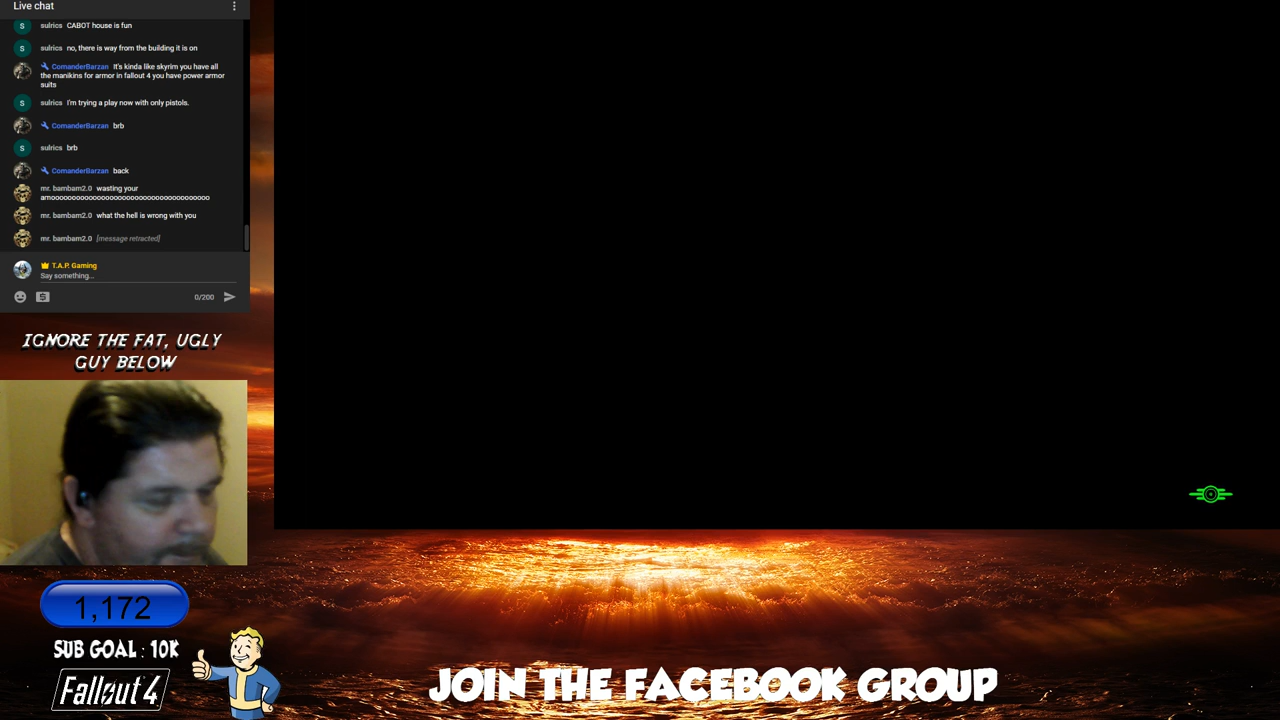 Live chat
sulrics CABOT house is fun
sulrics no, there is way from the building it is on
ComanderBarzan It's kinda like skyrim you have all
the manikins for armor in fallout 4 you have power armor
suits
sulrics I'm trying a play now with only pistols.
ComanderBarzan brb
sulrics brb
ComanderBarzan back
mr. bambam2.0 wasting your
amoooooooooooooooooooooooooooooooooooooo
mr. bambam2.0 what the hell is wrong with you
mr. bambam2.0 [message retracted]
T.A.P. Gaming
Say something...
0/200
IGNORE THE FAT, UGLY
GUY BELOW
1,172
SUB GOAL : 10K
Fallout 4
JOIN THE FACEBOOK GROUP